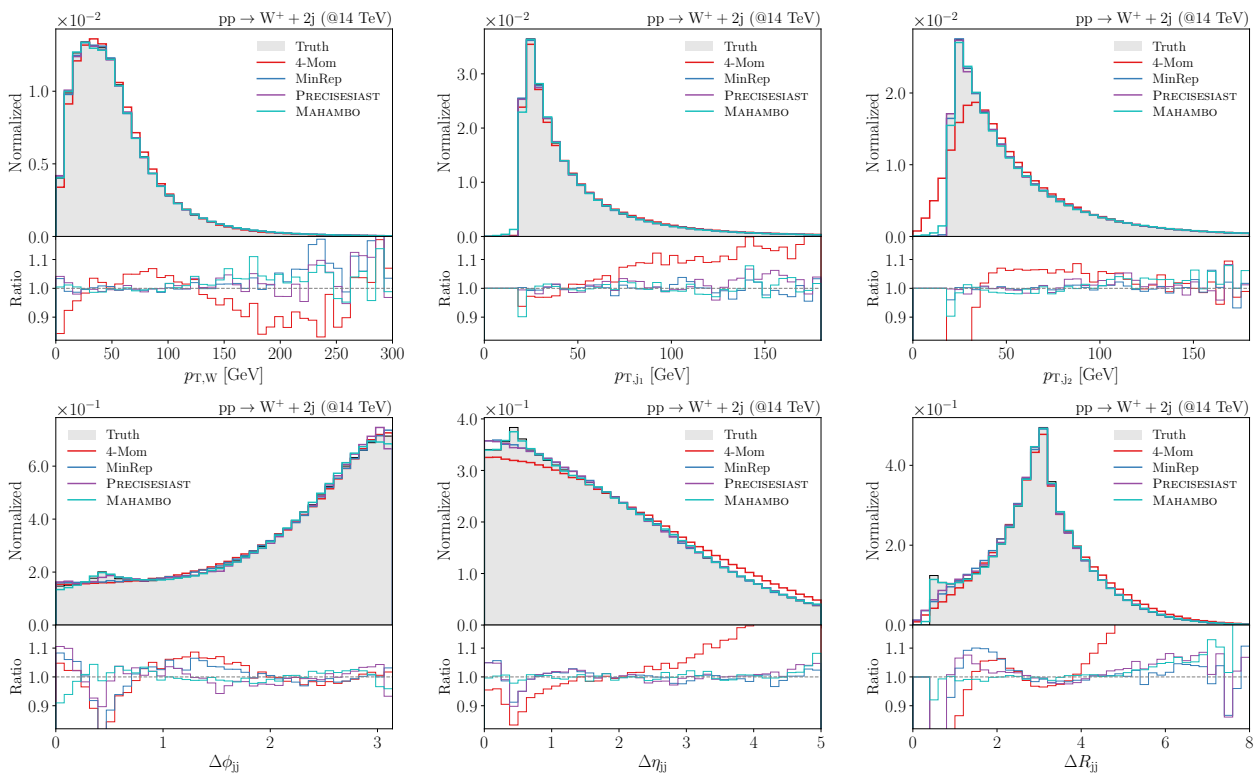 ×10⁻²
pp → W⁺ + 2j (@14 TeV)
Normalized
1.0
0.5
0.0
Truth
4-Mom
MinRep
PRECISESIAST
MAHAMBO
Ratio
1.1
1.0
0.9
0
50
100
150
200
250
300
p_{T,W} [GeV]
×10⁻²
pp → W⁺ + 2j (@14 TeV)
Normalized
3.0
2.0
1.0
0.0
Truth
4-Mom
MinRep
PRECISESIAST
MAHAMBO
Ratio
1.1
1.0
0.9
0
50
100
150
p_{T,j₁} [GeV]
×10⁻²
pp → W⁺ + 2j (@14 TeV)
Normalized
2.0
1.0
0.0
Truth
4-Mom
MinRep
PRECISESIAST
MAHAMBO
Ratio
1.1
1.0
0.9
0
50
100
150
p_{T,j₂} [GeV]
×10⁻¹
pp → W⁺ + 2j (@14 TeV)
Normalized
6.0
4.0
2.0
0.0
Truth
4-Mom
MinRep
PRECISESIAST
MAHAMBO
Ratio
1.1
1.0
0.9
0
1
2
3
Δϕ_{jj}
×10⁻¹
pp → W⁺ + 2j (@14 TeV)
Normalized
4.0
3.0
2.0
1.0
0.0
Truth
4-Mom
MinRep
PRECISESIAST
MAHAMBO
Ratio
1.1
1.0
0.9
0
1
2
3
4
5
Δη_{jj}
×10⁻¹
pp → W⁺ + 2j (@14 TeV)
Normalized
4.0
2.0
0.0
Truth
4-Mom
MinRep
PRECISESIAST
MAHAMBO
Ratio
1.1
1.0
0.9
0
2
4
6
8
ΔR_{jj}